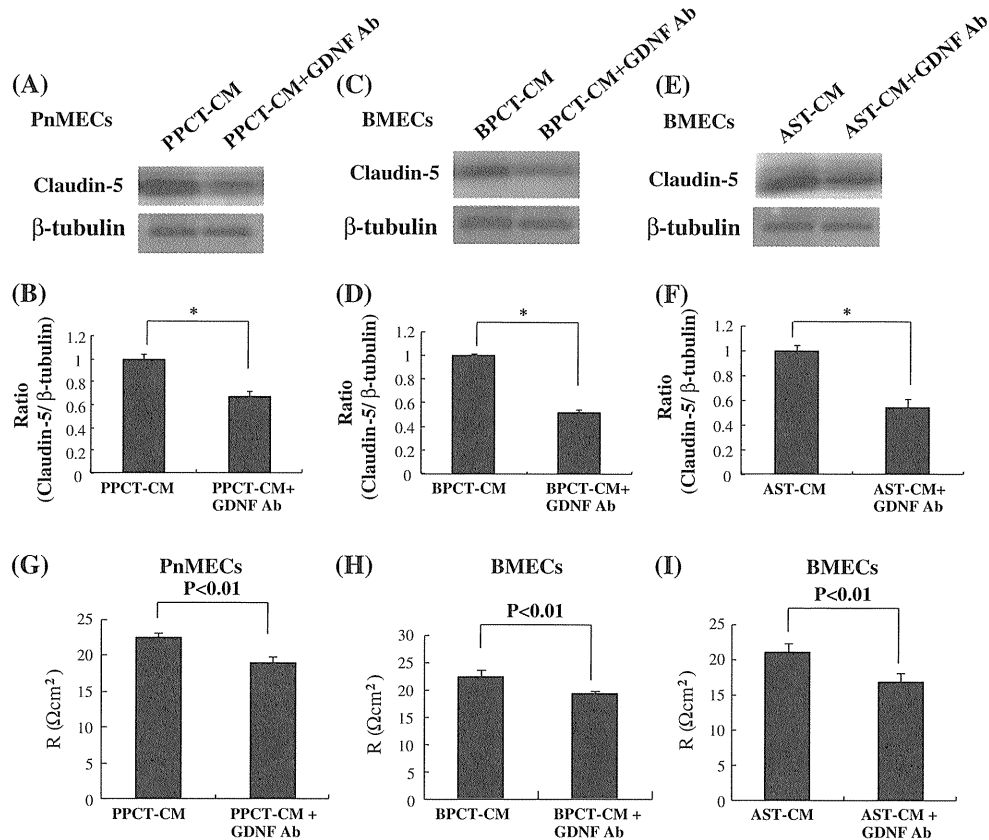 (A)
PnMECs
PPCT-CM
PPCT-CM+GDNF Ab
Claudin-5
β-tubulin
(C)
BMECs
BPCT-CM
BPCT-CM+GDNF Ab
Claudin-5
β-tubulin
(E)
BMECs
AST-CM
AST-CM+GDNF Ab
Claudin-5
β-tubulin
(B)
Ratio
(Claudin-5/ β-tubulin)
1.2
1
0.8
0.6
0.4
0.2
0
*
PPCT-CM
PPCT-CM+
GDNF Ab
(D)
Ratio
(Claudin-5/ β-tubulin)
1.2
1.0
0.8
0.6
0.4
0.2
0
*
BPCT-CM
BPCT-CM+
GDNF Ab
(F)
Ratio
(Claudin-5/ β-tubulin)
1.2
1.0
0.8
0.6
0.4
0.2
0
*
AST-CM
AST-CM+
GDNF Ab
(G)
PnMECs
P<0.01
R (Ωcm²)
25
20
15
10
5
0
PPCT-CM
PPCT-CM +
GDNF Ab
(H)
BMECs
P<0.01
R (Ωcm²)
30
25
20
15
10
5
0
BPCT-CM
BPCT-CM +
GDNF Ab
(I)
BMECs
P<0.01
R (Ωcm²)
25
20
15
10
5
0
AST-CM
AST-CM +
GDNF Ab